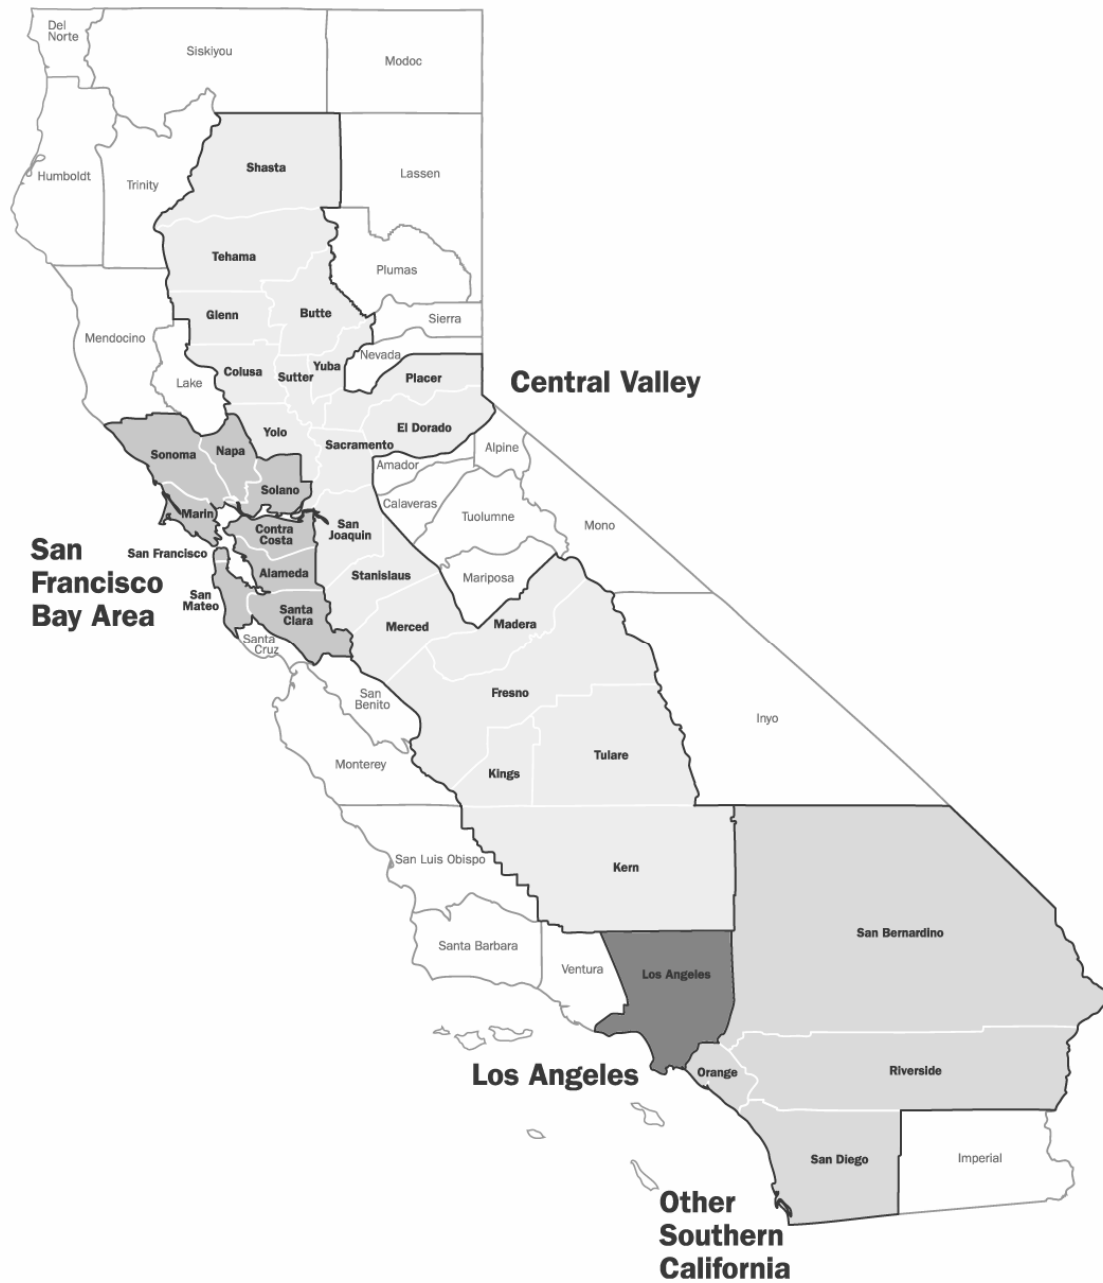 Del
Norte
Siskiyou
Modoc
Shasta
Lassen
Humboldt
Trinity
Tehama
Plumas
Glenn
Butte
Sierra
Mendocino
Nevada
Lake
Colusa
Sutter
Yuba
Placer
Central Valley
Yolo
El Dorado
Sacramento
Sonoma
Napa
Alpine
Amador
Solano
Calaveras
Marin
Tuolumne
Mono
Contra
Costa
San
Joaquin
San Francisco
San
Francisco
Bay Area
Alameda
Stanislaus
Mariposa
San
Mateo
Santa
Clara
Merced
Madera
Santa
Cruz
San
Benito
Fresno
Inyo
Monterey
Kings
Tulare
San Luis Obispo
Kern
San Bernardino
Santa Barbara
Ventura
Los Angeles
Los Angeles
Orange
Riverside
San Diego
Imperial
Other
Southern
California